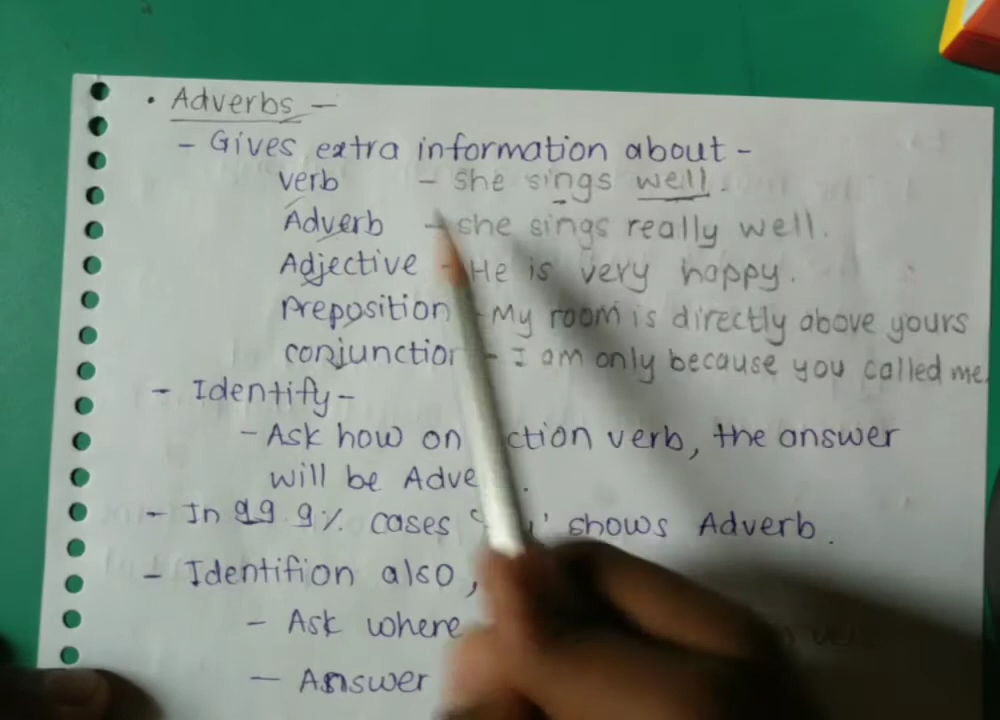 • Adverbs –
– Gives extra information about –
verb – she sings well.
Adverb – she sings really well.
Adjective – He is very happy.
Preposition – My room is directly above yours
conjunction – I am only because you called me.
– Identify –
– Ask how on ction verb, the answer
will be Adve .
– In 99 9% cases ' ' shows Adverb.
– Identifion also,
– Ask where
– Answer